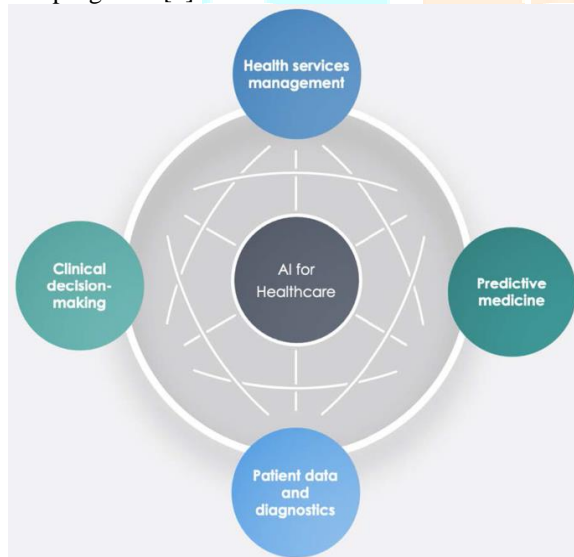 Health services
management
Clinical
decision-
making
AI for
Healthcare
Predictive
medicine
Patient data
and
diagnostics